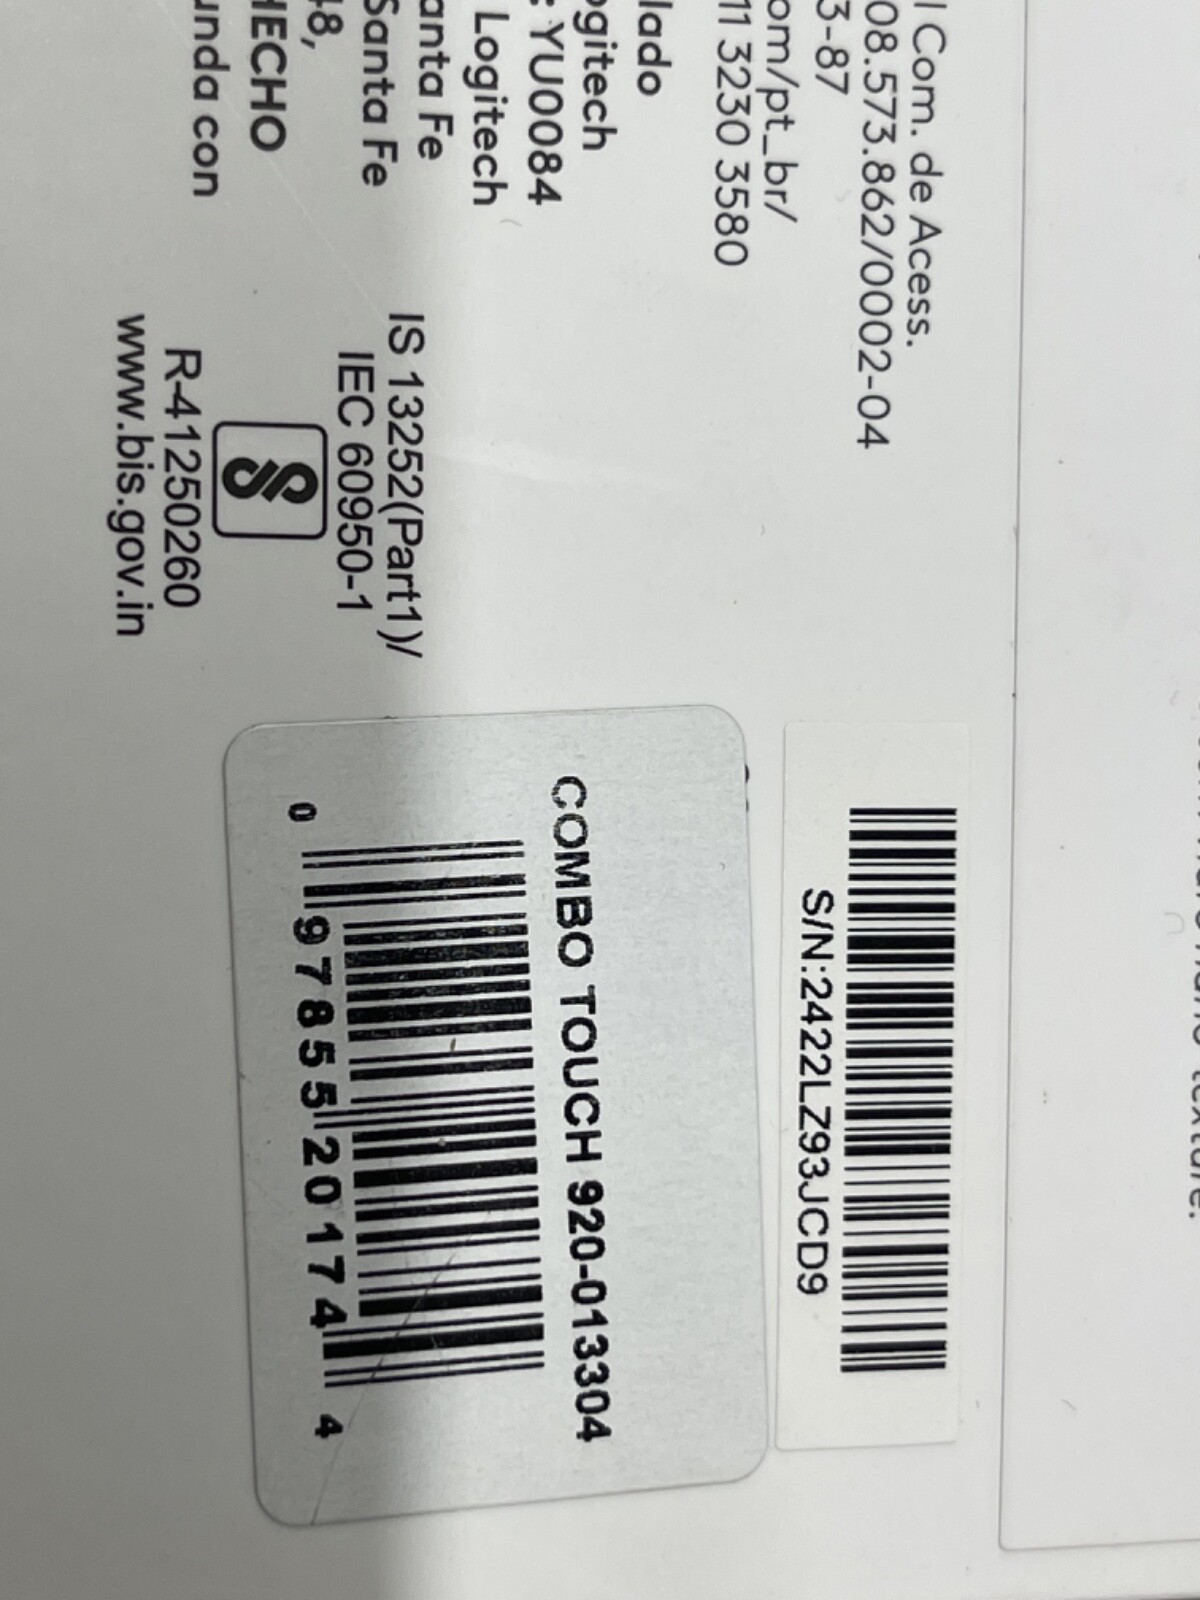 l Com. de Acess.
08.573.862/0002-04
3-87
om/pt_br/
11 3230 3580
lado
ogitech
: YU0084
Logitech
anta Fe
Santa Fe
48,
HECHO
unda con
IS 13252(Part1)/
IEC 60950-1
R-41250260
www.bis.gov.in
S/N:2422LZ93JCD9
COMBO TOUCH 920-013304
0 97855 20174 4
texture.